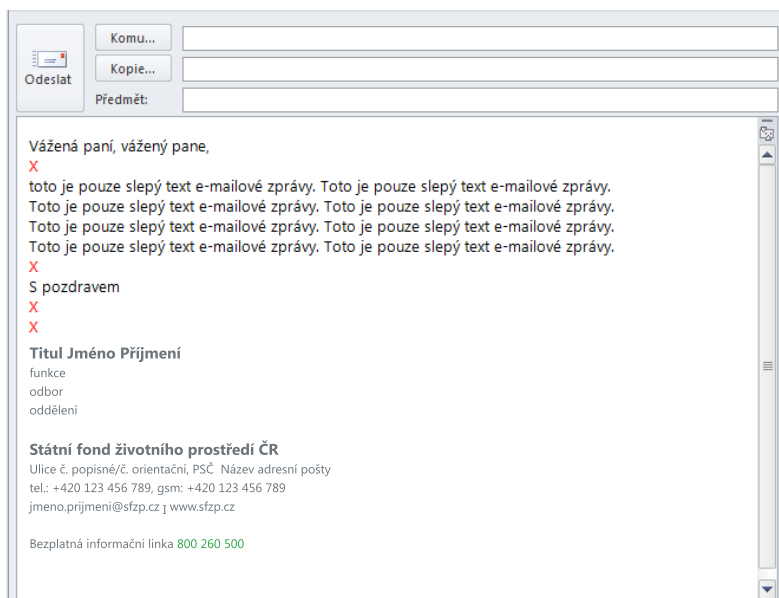 Komu...
Odeslat
Kopie...
Předmět:
Vážená paní, vážený pane,
X
toto je pouze slepý text e-mailové zprávy. Toto je pouze slepý text e-mailové zprávy.
Toto je pouze slepý text e-mailové zprávy. Toto je pouze slepý text e-mailové zprávy.
Toto je pouze slepý text e-mailové zprávy. Toto je pouze slepý text e-mailové zprávy.
Toto je pouze slepý text e-mailové zprávy. Toto je pouze slepý text e-mailové zprávy.
X
S pozdravem
X
X
Titul Jméno Příjmení
funkce
odbor
oddělení
Státní fond životního prostředí ČR
Ulice č. popisné/č. orientační, PSČ  Název adresní pošty
tel.: +420 123 456 789, gsm: +420 123 456 789
jmeno.prijmeni@sfzp.cz | www.sfzp.cz
Bezplatná informační linka 800 260 500